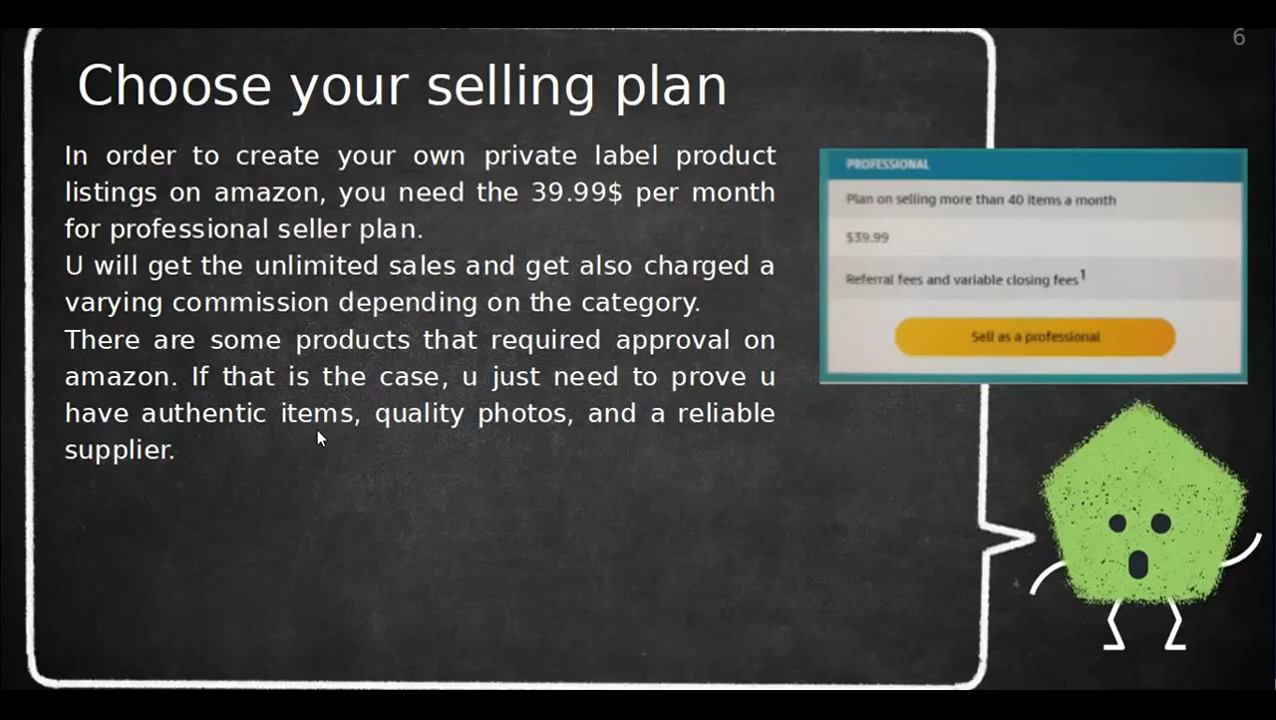 6
Choose your selling plan
In order to create your own private label product
listings on amazon, you need the 39.99$ per month
for professional seller plan.
U will get the unlimited sales and get also charged a
varying commission depending on the category.
There are some products that required approval on
amazon. If that is the case, u just need to prove u
have authentic items, quality photos, and a reliable
supplier.
PROFESSIONAL
Plan on selling more than 40 items a month
$39.99
Referral fees and variable closing fees¹
Sell as a professional